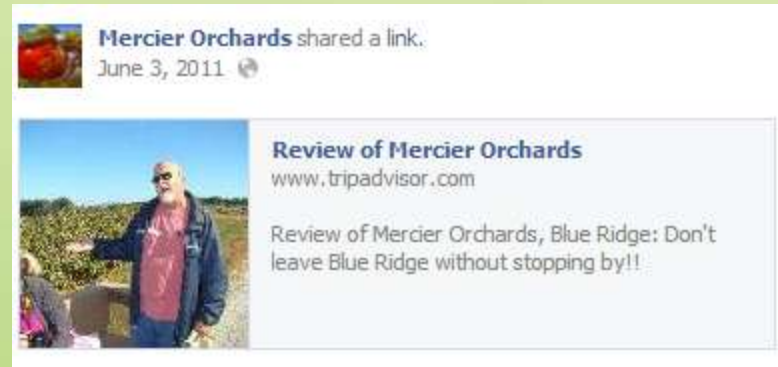 Mercier Orchards shared a link.
June 3, 2011
Review of Mercier Orchards
www.tripadvisor.com
Review of Mercier Orchards, Blue Ridge: Don't
leave Blue Ridge without stopping by!!